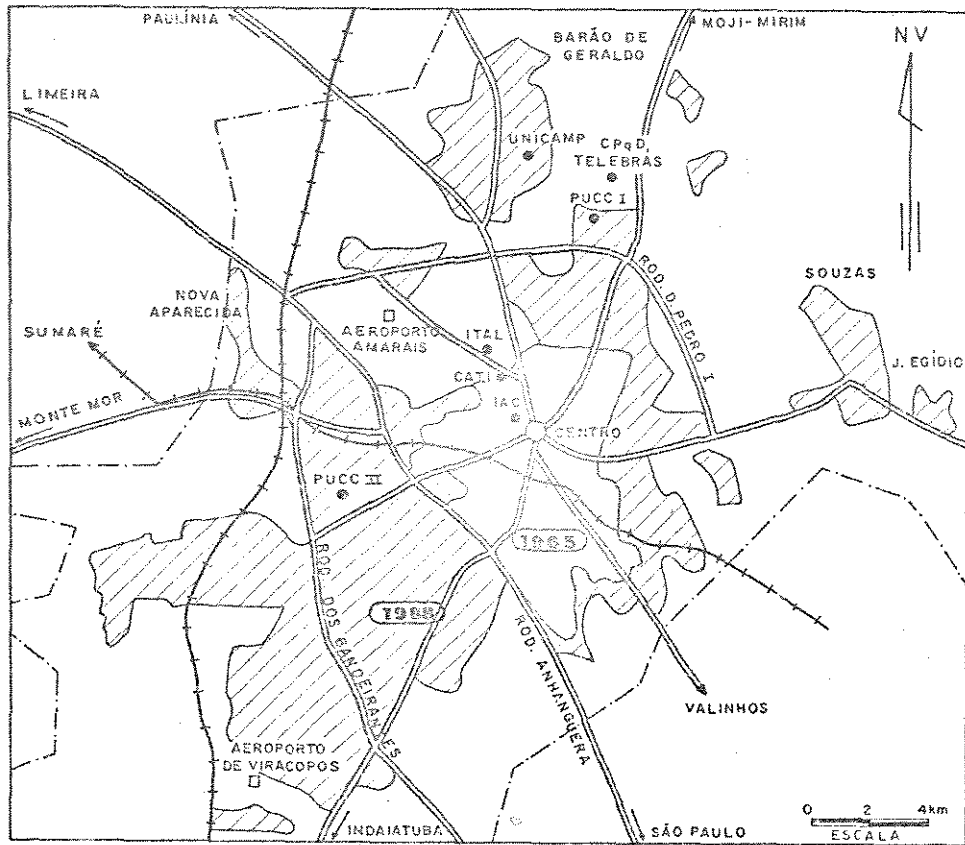 PAULÍNIA
MOJI-MIRIM
BARÃO DE
GERALDO
NV
LIMEIRA
UNICAMP
CPqD,
TELEBRÁS
PUCC I
ROD. D. PEDRO I
SOUZAS
NOVA
APARECIDA
AEROPORTO
AMARAIS
SUMARÉ
ITAL
CATI
J. EGÍDIO
IAC
MONTE MOR
CENTRO
PUCC II
1965
ROD. DOS BANDEIRANTES
1988
ROD. ANHANGUERA
VALINHOS
AEROPORTO
DE VIRACOPOS
0 2 4km
ESCALA
INDAIATUBA
SÃO PAULO